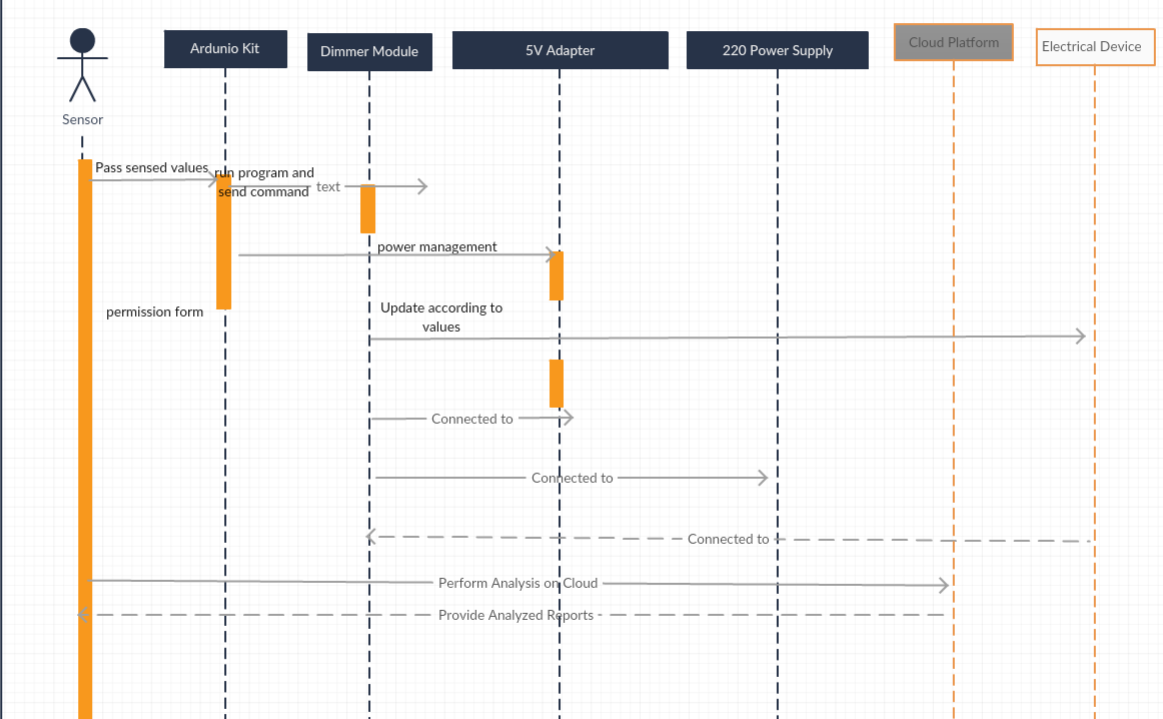 Ardunio Kit
Dimmer Module
5V Adapter
220 Power Supply
Cloud Platform
Electrical Device
Sensor
Pass sensed values
run program and
send command
text
power management
permission form
Update according to
values
Connected to
Connected to
Connected to
Perform Analysis on Cloud
Provide Analyzed Reports